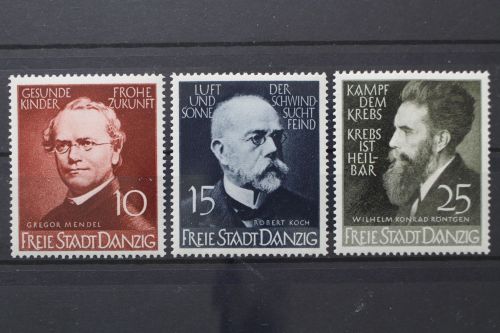 GESUNDE FROHE
KINDER ZUKUNFT
10
GREGOR MENDEL
FREIE STADT DANZIG
LUFT DER
UND SCHWIND-
SONNE SUCHT
FEIND
15
ROBERT KOCH
FREIE STADT DANZIG
KAMPF
DEM
KREBS
KREBS
IST
HEIL-
BAR
25
WILHELM KONRAD RÖNTGEN
FREIE STADT DANZIG